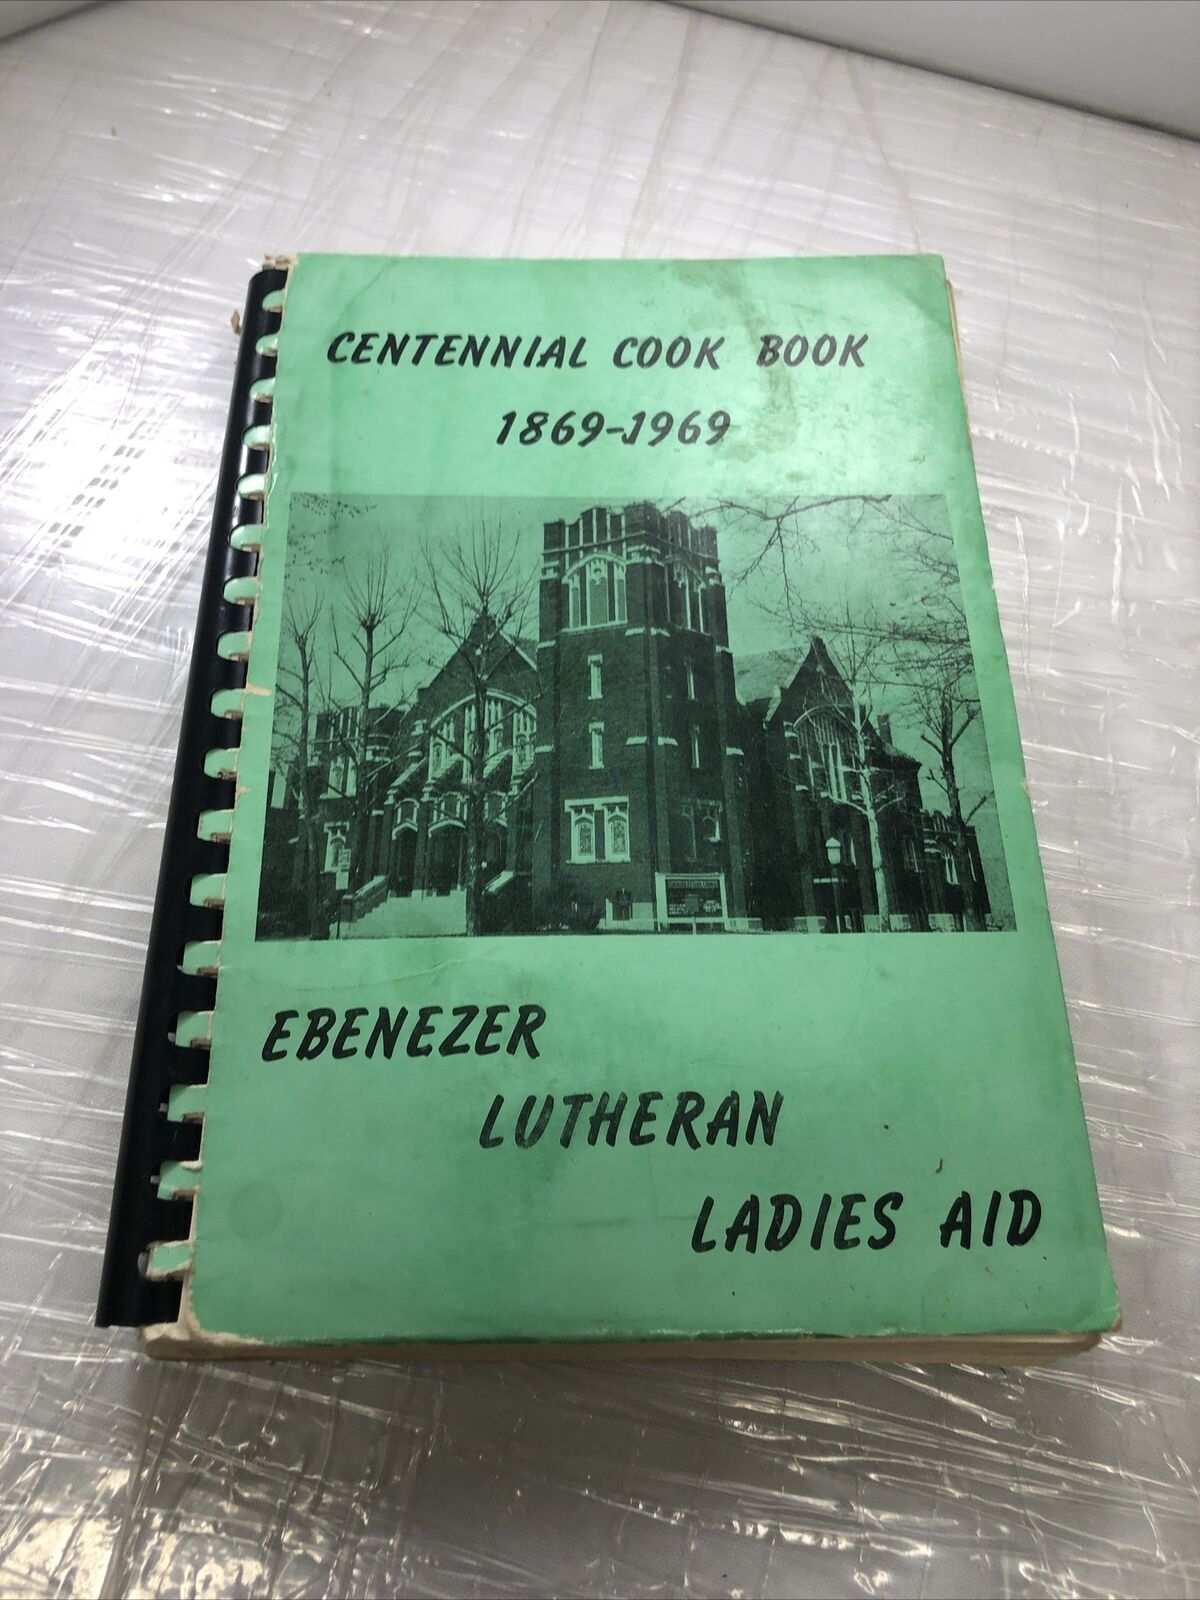 CENTENNIAL COOK BOOK
1869-1969
EBENEZER
LUTHERAN
LADIES AID